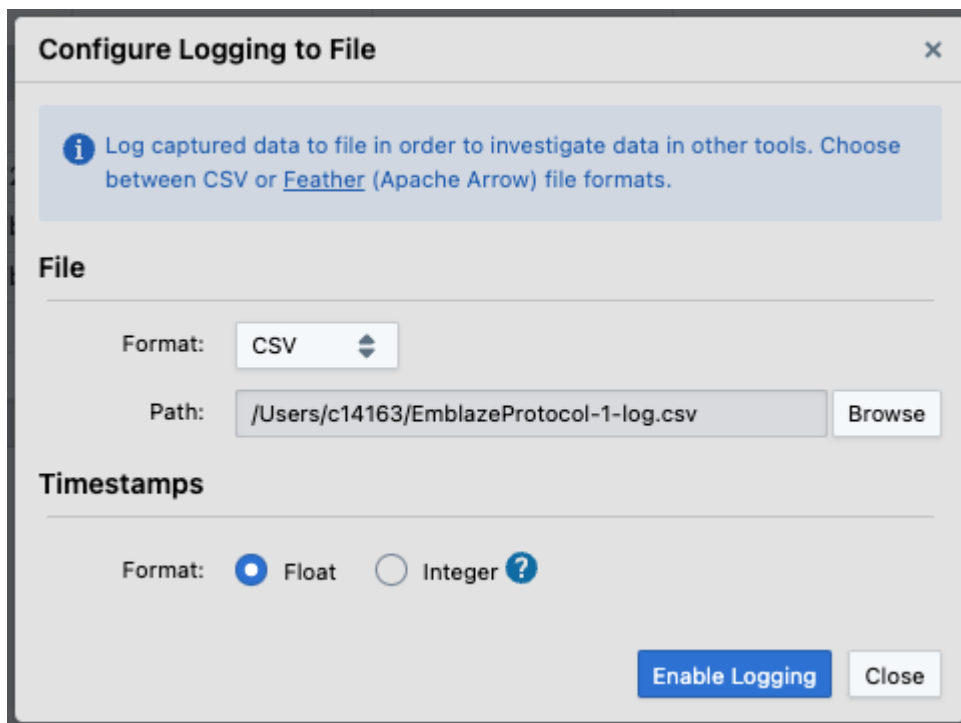 Configure Logging to File
Log captured data to file in order to investigate data in other tools. Choose
between CSV or Feather (Apache Arrow) file formats.
File
Format: CSV
Path: /Users/c14163/EmblazeProtocol-1-log.csv Browse
Timestamps
Format: Float Integer ?
Enable Logging Close